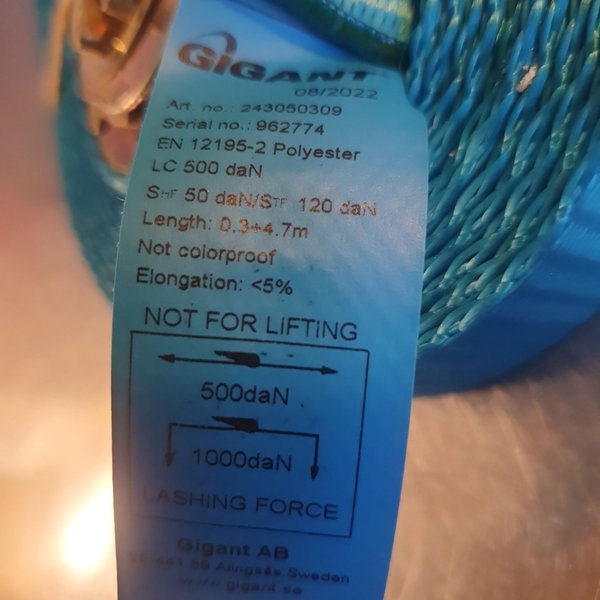 GIGANT
08/2022
Art. no.: 243050309
Serial no.: 962774
EN 12195-2 Polyester
LC 500 daN
SHF 50 daN/STF 120 daN
Length: 0.3+4.7m
Not colorproof
Elongation: <5%
NOT FOR LIFTING
500daN
1000daN
LASHING FORCE
Gigant AB
Alingsås Sweden
www.gigant.se